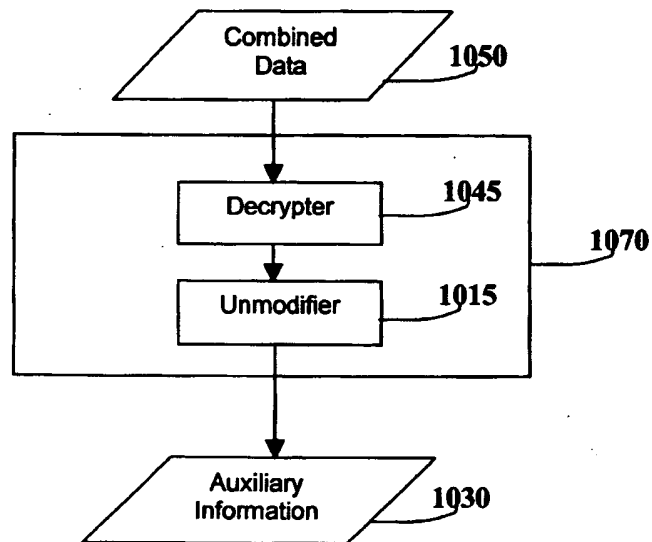 Combined
Data
1050
Decrypter
1045
1070
Unmodifier
1015
Auxiliary
Information
1030